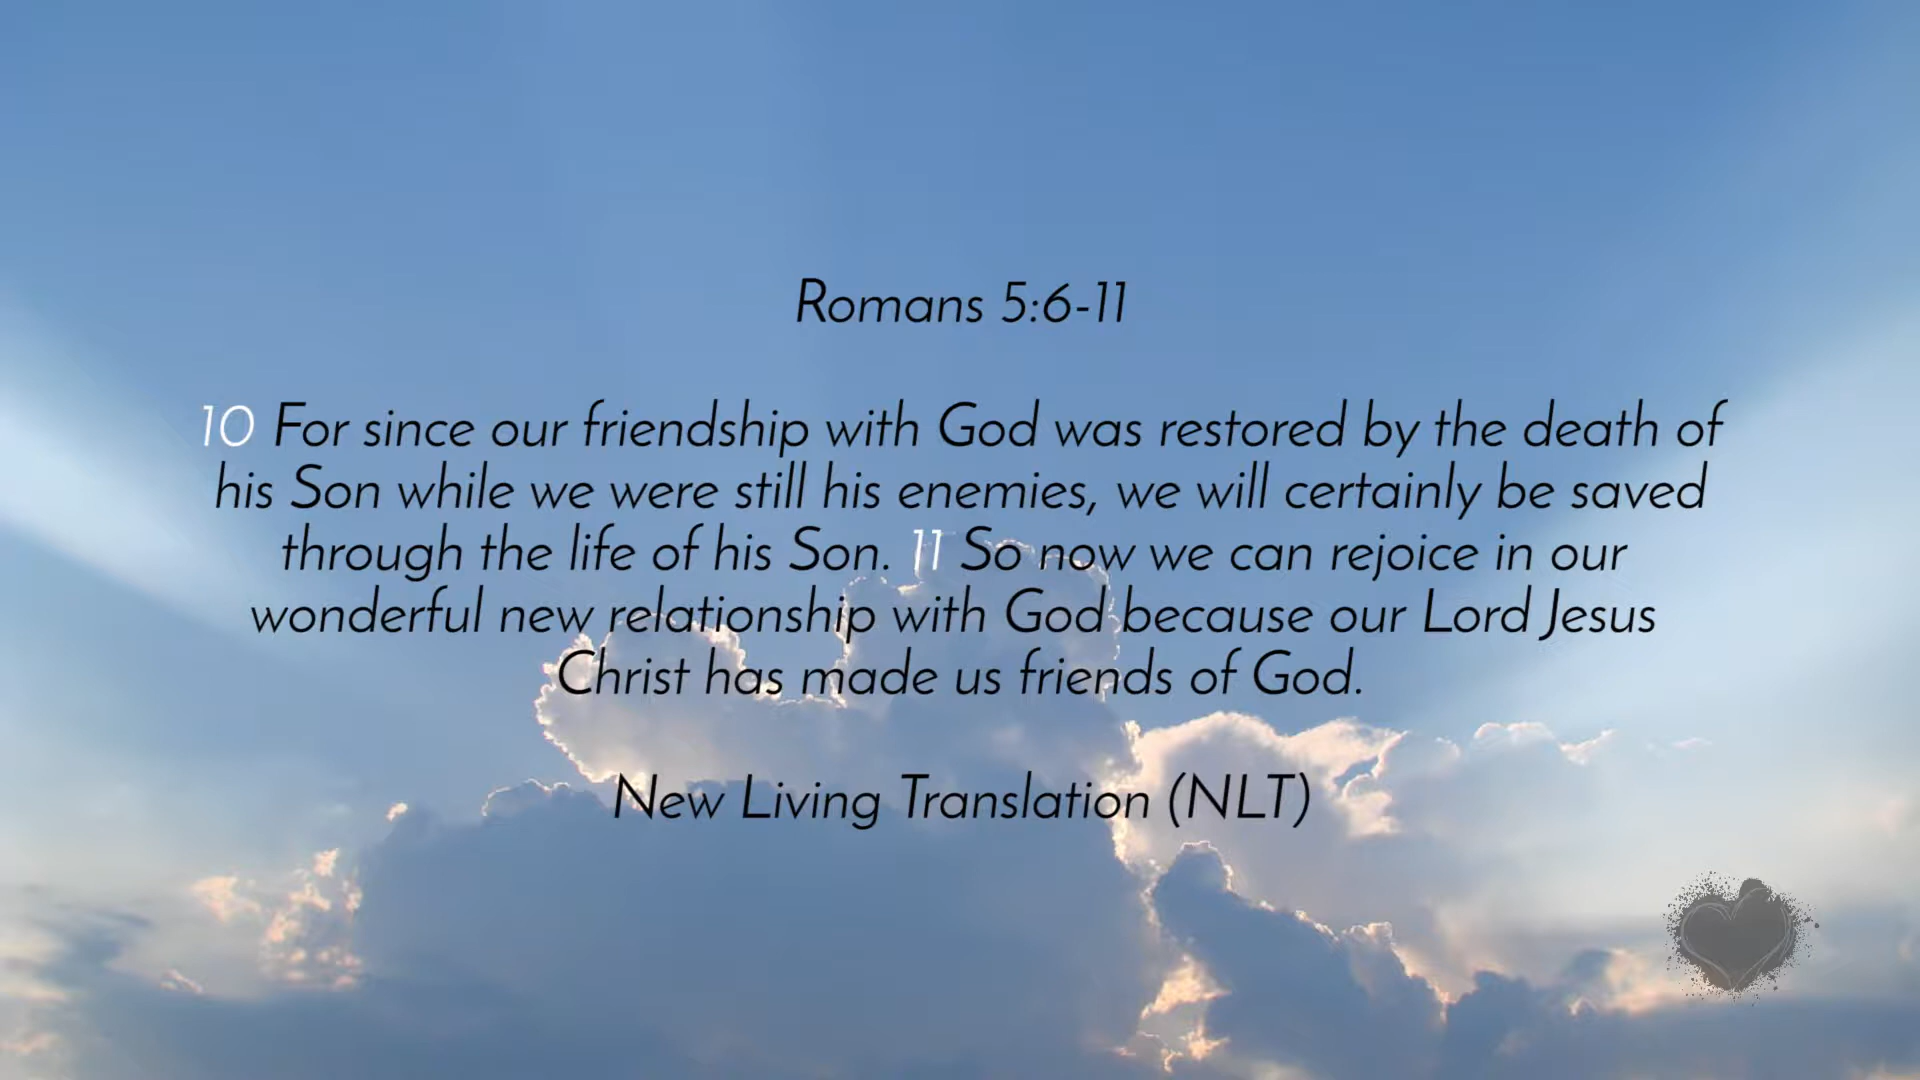 Romans 5:6-11
10 For since our friendship with God was restored by the death of
his Son while we were still his enemies, we will certainly be saved
through the life of his Son. 11 So now we can rejoice in our
wonderful new relationship with God because our Lord Jesus
Christ has made us friends of God.
New Living Translation (NLT)